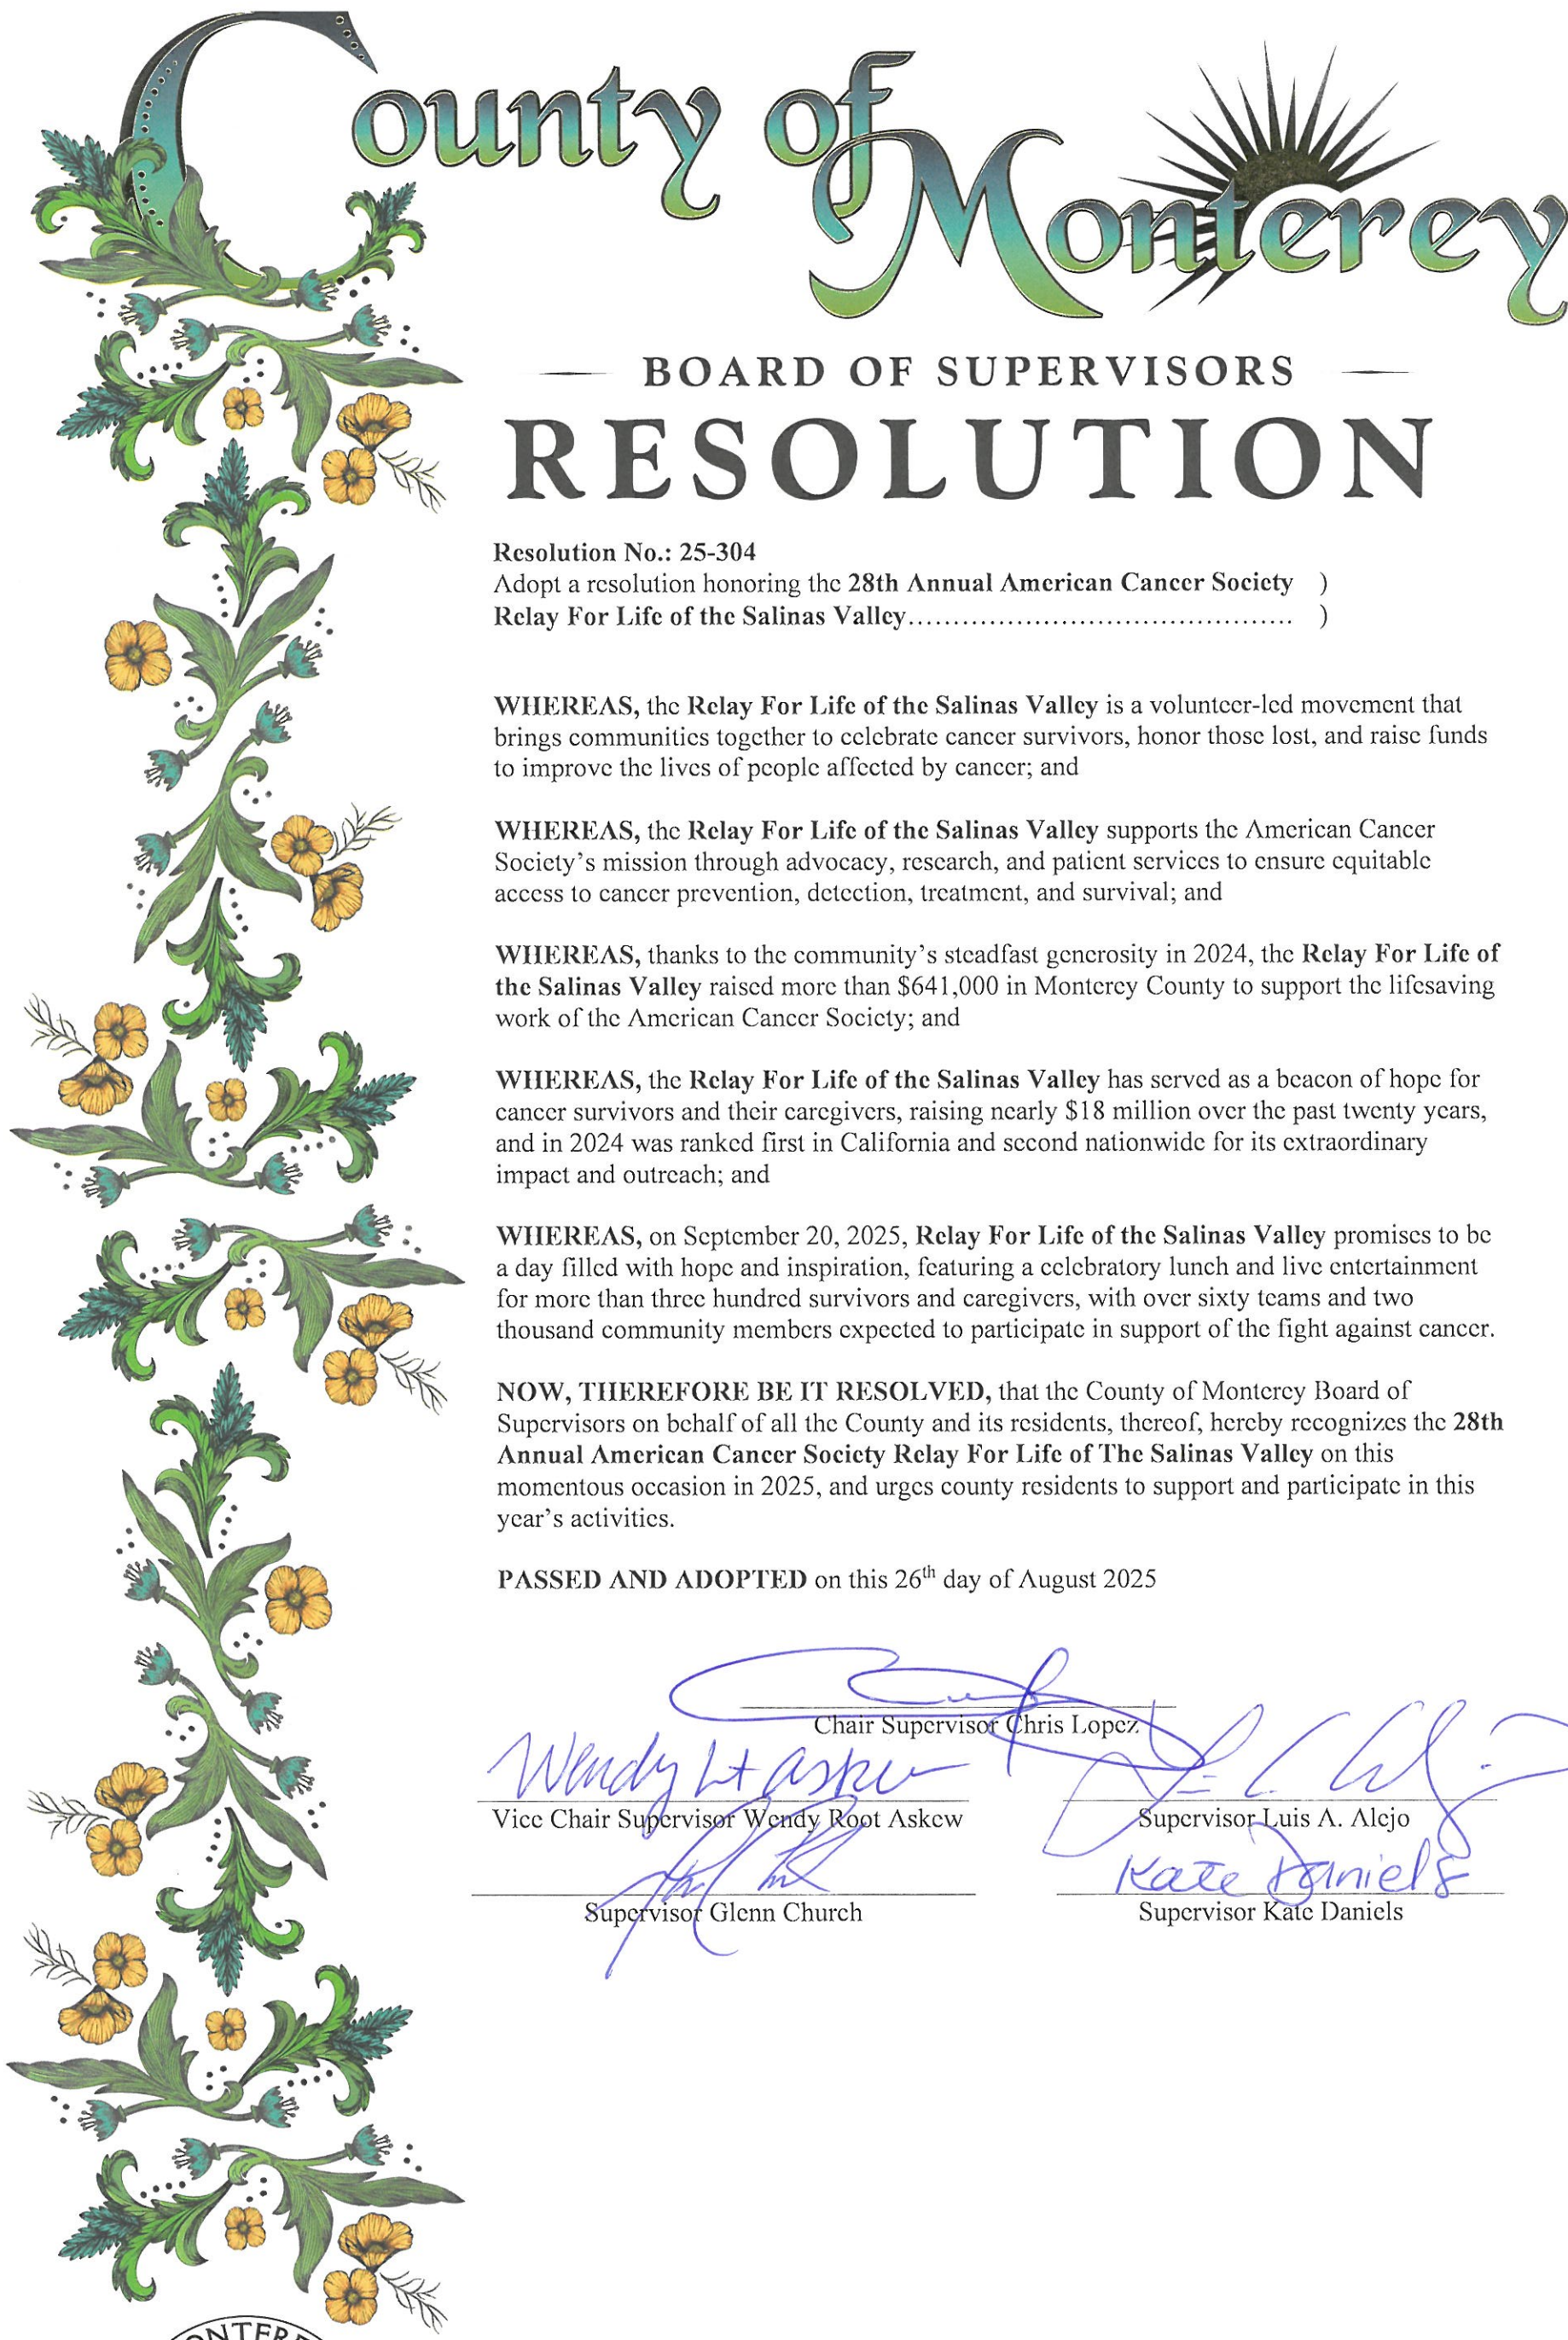 County of Monterey
BOARD OF SUPERVISORS
RESOLUTION
Resolution No.: 25-304
Adopt a resolution honoring the 28th Annual American Cancer Society )
Relay For Life of the Salinas Valley........................................... )
WHEREAS, the Relay For Life of the Salinas Valley is a volunteer-led movement that
brings communities together to celebrate cancer survivors, honor those lost, and raise funds
to improve the lives of people affected by cancer; and
WHEREAS, the Relay For Life of the Salinas Valley supports the American Cancer
Society's mission through advocacy, research, and patient services to ensure equitable
access to cancer prevention, detection, treatment, and survival; and
WHEREAS, thanks to the community's steadfast generosity in 2024, the Relay For Life of
the Salinas Valley raised more than $641,000 in Monterey County to support the lifesaving
work of the American Cancer Society; and
WHEREAS, the Relay For Life of the Salinas Valley has served as a beacon of hope for
cancer survivors and their caregivers, raising nearly $18 million over the past twenty years,
and in 2024 was ranked first in California and second nationwide for its extraordinary
impact and outreach; and
WHEREAS, on September 20, 2025, Relay For Life of the Salinas Valley promises to be
a day filled with hope and inspiration, featuring a celebratory lunch and live entertainment
for more than three hundred survivors and caregivers, with over sixty teams and two
thousand community members expected to participate in support of the fight against cancer.
NOW, THEREFORE BE IT RESOLVED, that the County of Monterey Board of
Supervisors on behalf of all the County and its residents, thereof, hereby recognizes the 28th
Annual American Cancer Society Relay For Life of The Salinas Valley on this
momentous occasion in 2025, and urges county residents to support and participate in this
year's activities.
PASSED AND ADOPTED on this 26th day of August 2025
Chair Supervisor Chris Lopez
Wendy Askew
Vice Chair Supervisor Wendy Root Askew
Supervisor Luis A. Alejo
Kate Daniels
Supervisor Glenn Church
Supervisor Kate Daniels